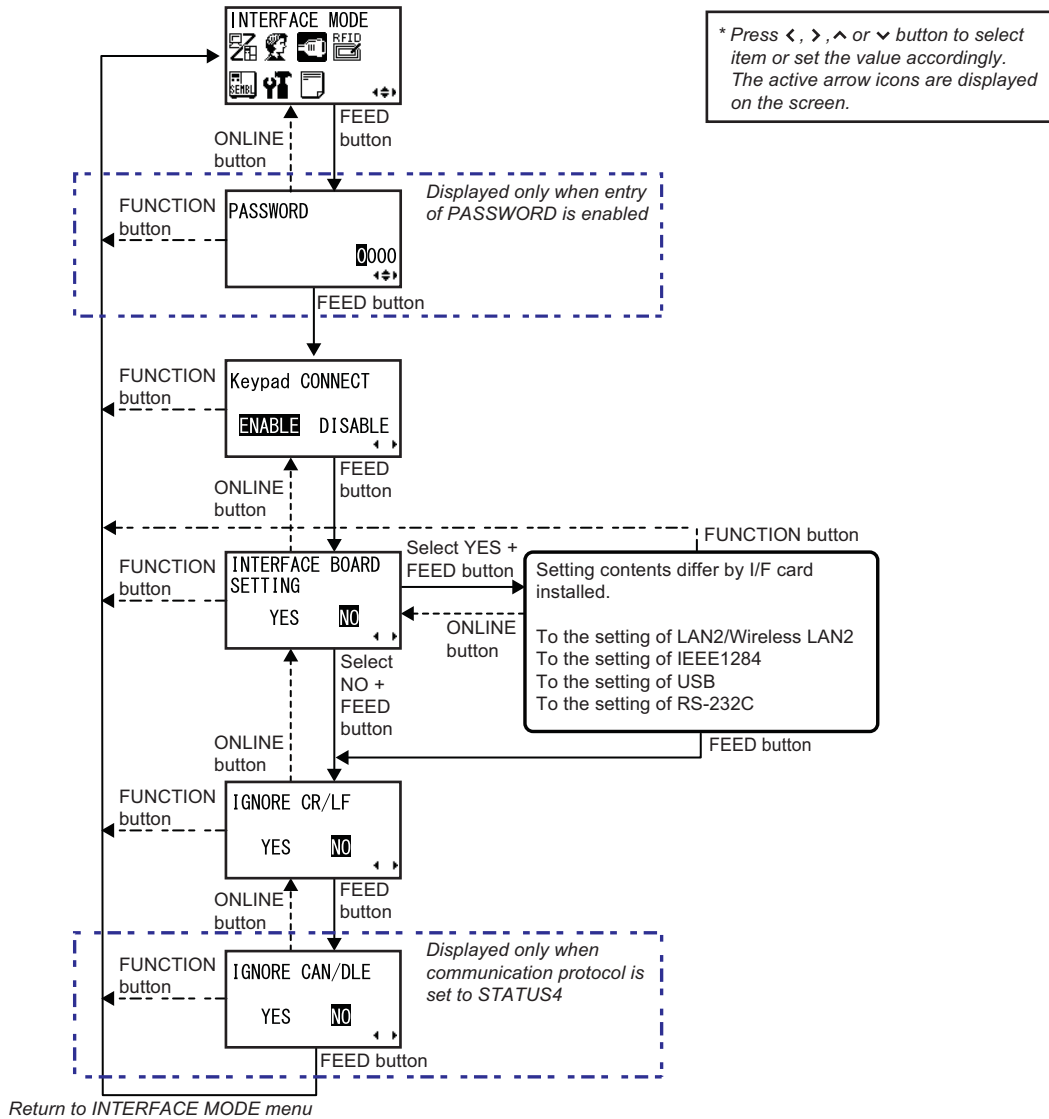 INTERFACE MODE
RFID
SEMBL
* Press <, >, ∧ or ∨ button to select
item or set the value accordingly.
The active arrow icons are displayed
on the screen.
ONLINE
button
FEED
button
Displayed only when entry
of PASSWORD is enabled
FUNCTION
button
PASSWORD
0000
FEED button
FUNCTION
button
Keypad CONNECT
ENABLE DISABLE
ONLINE
button
FEED
button
FUNCTION button
FUNCTION
button
INTERFACE BOARD
SETTING
YES NO
Select YES +
FEED button
ONLINE
button
Setting contents differ by I/F card
installed.
To the setting of LAN2/Wireless LAN2
To the setting of IEEE1284
To the setting of USB
To the setting of RS-232C
Select
NO +
FEED
button
ONLINE
button
FEED button
FUNCTION
button
IGNORE CR/LF
YES NO
ONLINE
button
FEED
button
Displayed only when
communication protocol is
set to STATUS4
FUNCTION
button
IGNORE CAN/DLE
YES NO
FEED button
Return to INTERFACE MODE menu